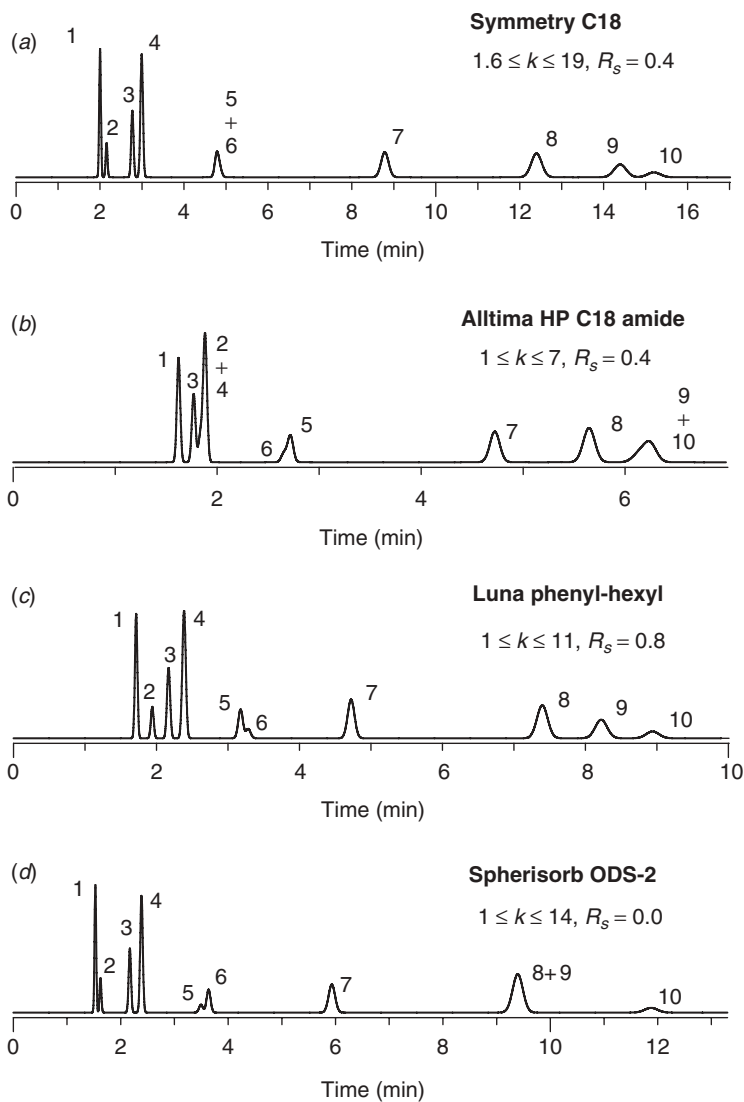 (a)
Symmetry C18
1.6 ≤ k ≤ 19, Rs = 0.4
1
2
3
4
5
+
6
7
8
9
10
0 2 4 6 8 10 12 14 16
Time (min)
(b)
Alltima HP C18 amide
1 ≤ k ≤ 7, Rs = 0.4
1
3
2
+
4
6
5
7
8
9
+
10
0 2 4 6
Time (min)
(c)
Luna phenyl-hexyl
1 ≤ k ≤ 11, Rs = 0.8
1
2
3
4
5
6
7
8
9
10
0 2 4 6 8 10
Time (min)
(d)
Spherisorb ODS-2
1 ≤ k ≤ 14, Rs = 0.0
1
2
3
4
5
6
7
8+9
10
0 2 4 6 8 10 12
Time (min)